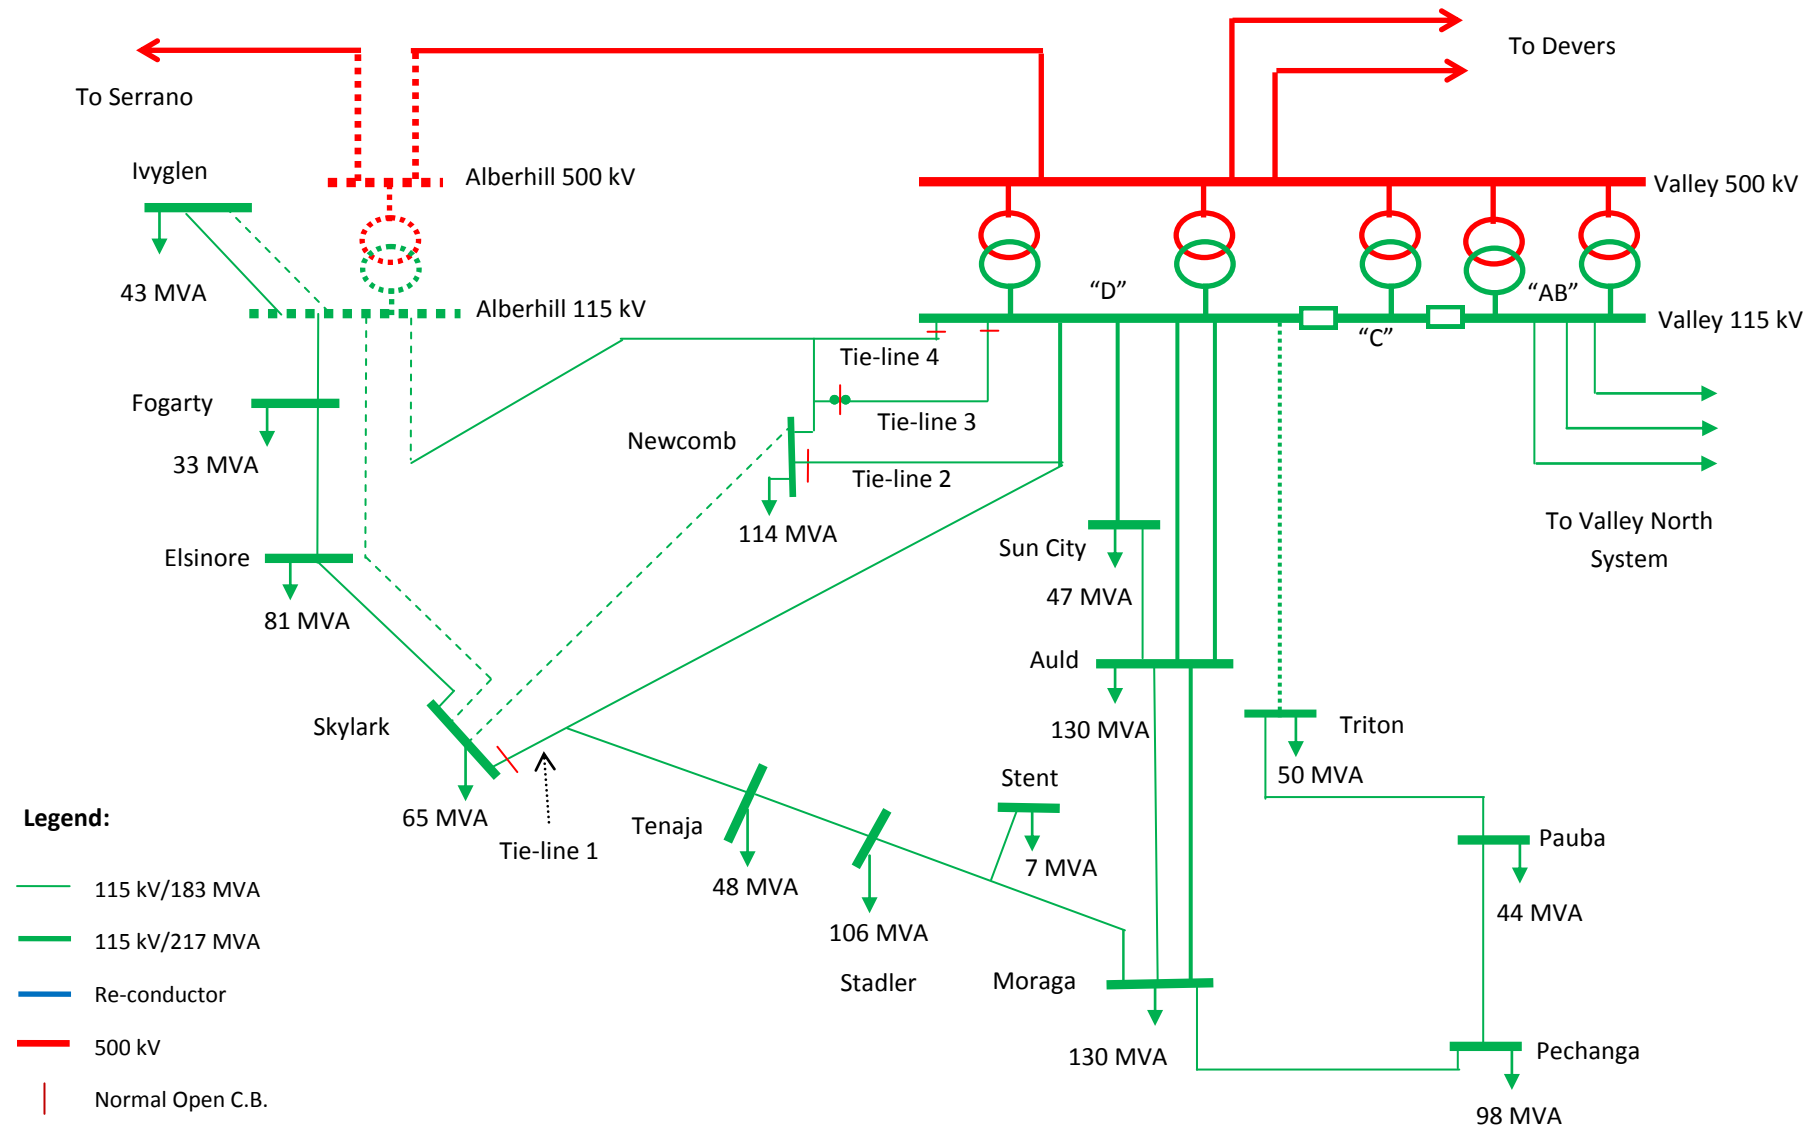 To Devers
To Serrano
Ivyglen
Alberhill 500 kV
Valley 500 kV
43 MVA
Alberhill 115 kV
"D"
"AB"
Valley 115 kV
"C"
Tie-line 4
Fogarty
Tie-line 3
Newcomb
33 MVA
Tie-line 2
114 MVA
To Valley North
System
Sun City
Elsinore
47 MVA
81 MVA
Auld
Skylark
130 MVA
Triton
50 MVA
Stent
65 MVA
Tenaja
Tie-line 1
7 MVA
Pauba
48 MVA
44 MVA
106 MVA
Stadler
Moraga
130 MVA
Pechanga
98 MVA
Legend:
115 kV/183 MVA
115 kV/217 MVA
Re-conductor
500 kV
Normal Open C.B.